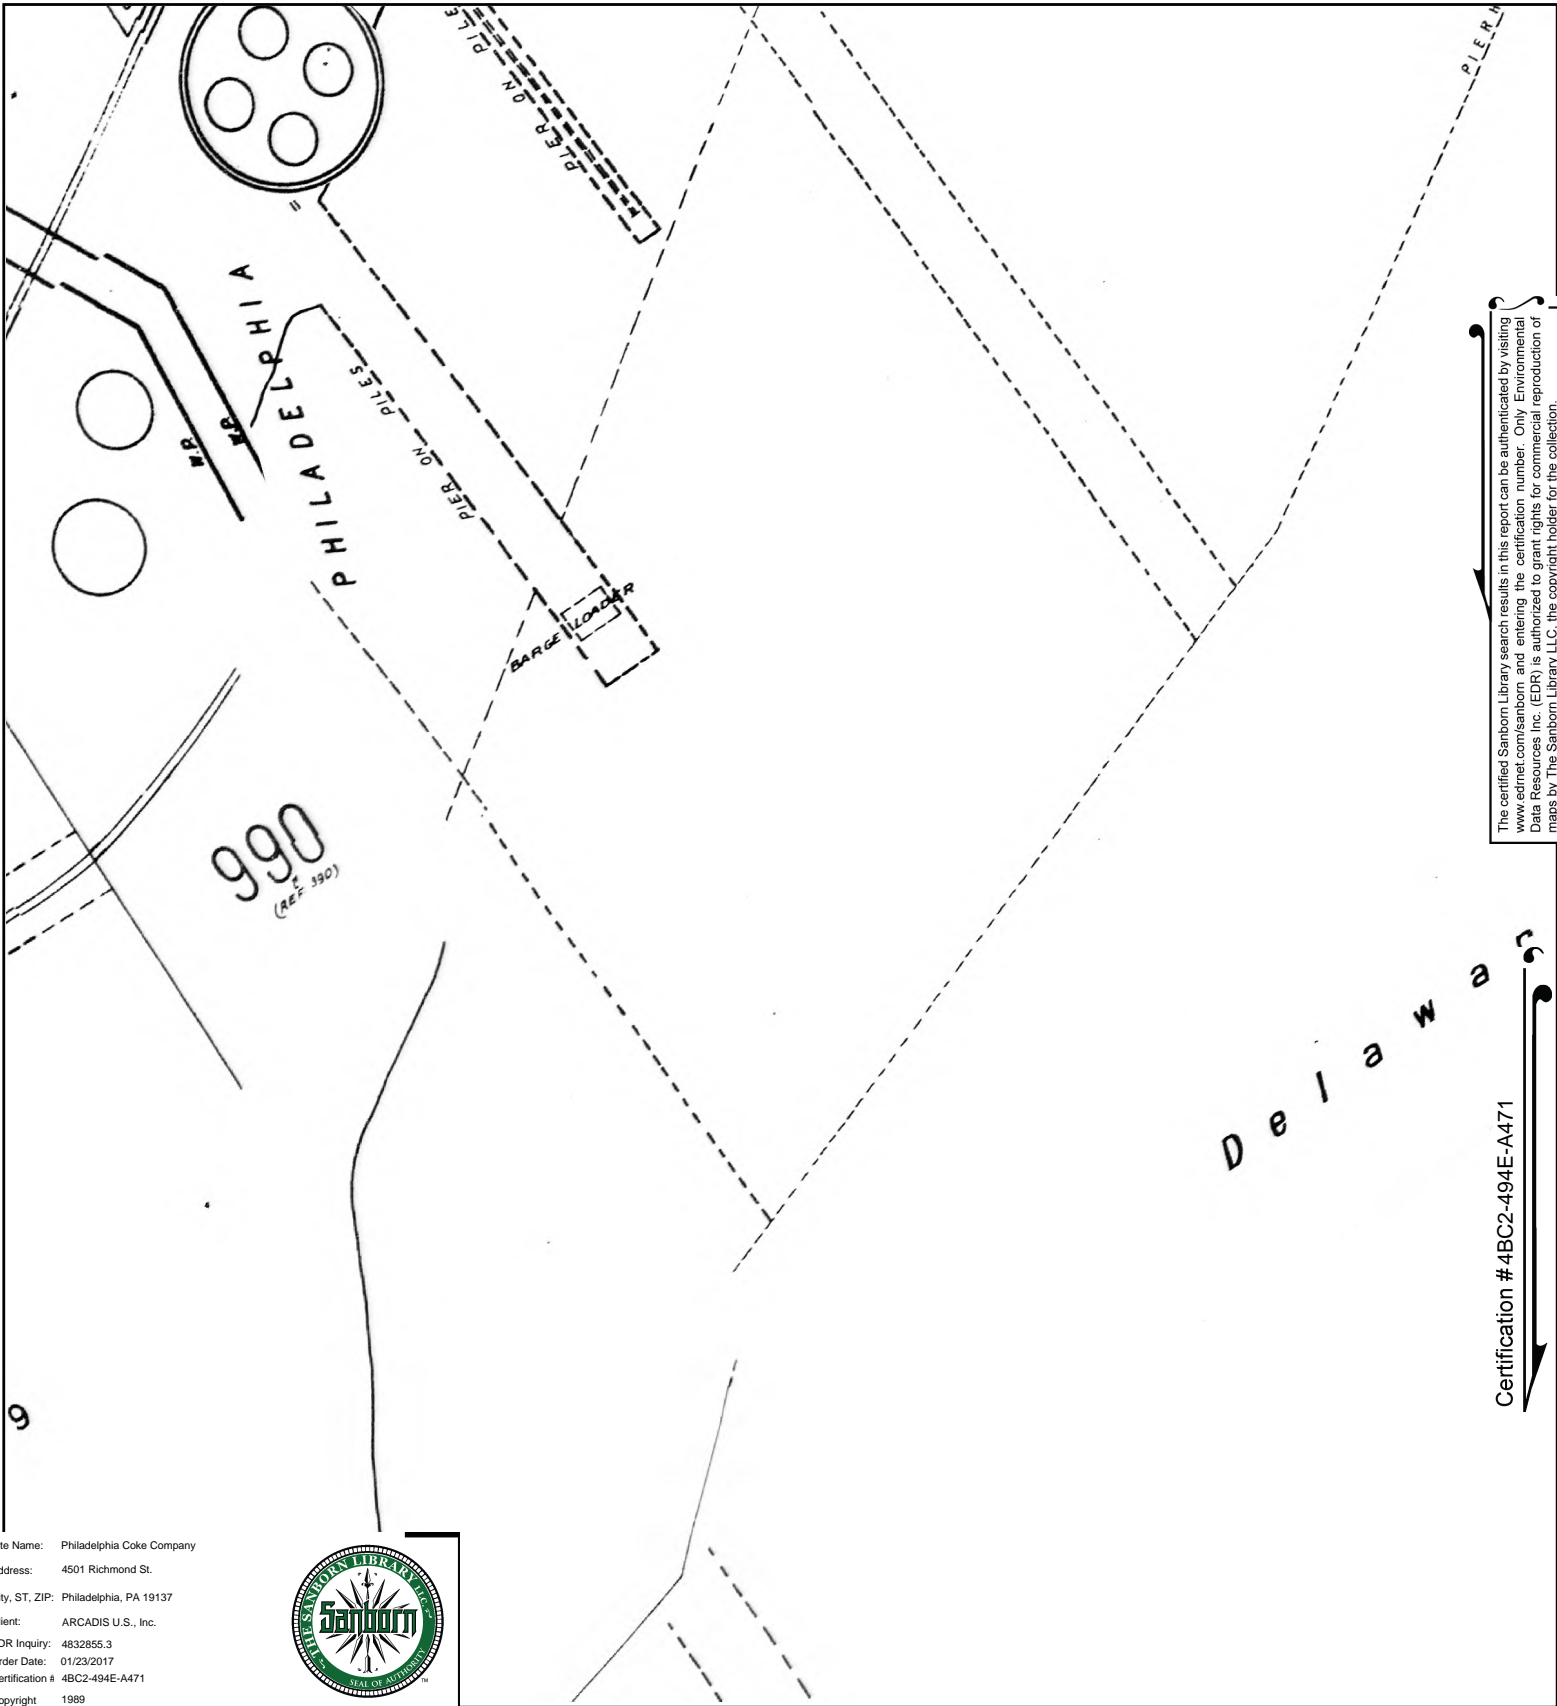 PILE
ON
PIER
PIER H
PHILADELPHIA
W.R.
W.R.
PILES
ON
PIER
BARGE LOADER
990
(REF. 390)
Delawar
9
The certified Sanborn Library search results in this report can be authenticated by visiting
www.edrnet.com/sanborn and entering the certification number. Only Environmental
Data Resources Inc. (EDR) is authorized to grant rights for commercial reproduction of
maps by The Sanborn Library LLC, the copyright holder for the collection.
Certification # 4BC2-494E-A471
te Name: Philadelphia Coke Company
ddress: 4501 Richmond St.
ity, ST, ZIP: Philadelphia, PA 19137
ient: ARCADIS U.S., Inc.
DR Inquiry: 4832855.3
rder Date: 01/23/2017
ertification # 4BC2-494E-A471
opyright 1989
THE SANBORN LIBRARY LLC
Sanborn
SEAL OF AUTHORITY
TM